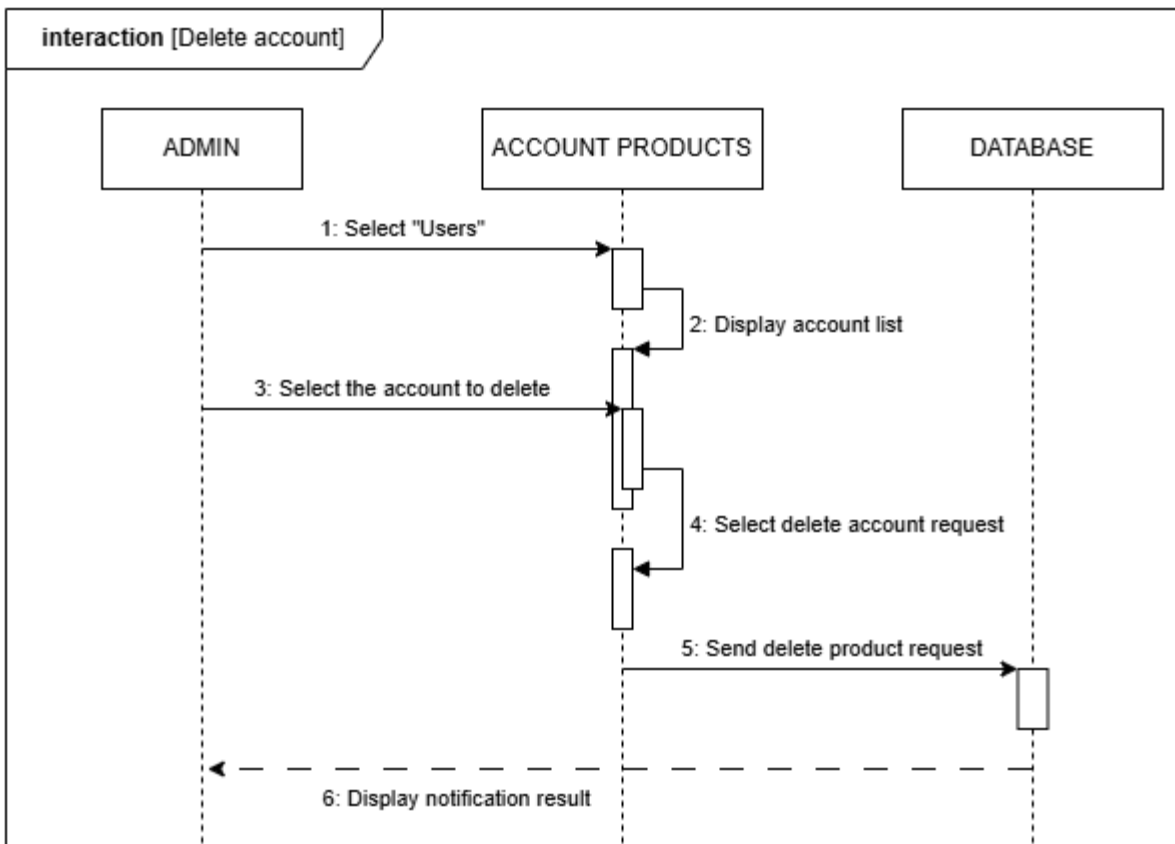 interaction [Delete account]
ADMIN
ACCOUNT PRODUCTS
DATABASE
1: Select "Users"
2: Display account list
3: Select the account to delete
4: Select delete account request
5: Send delete product request
6: Display notification result